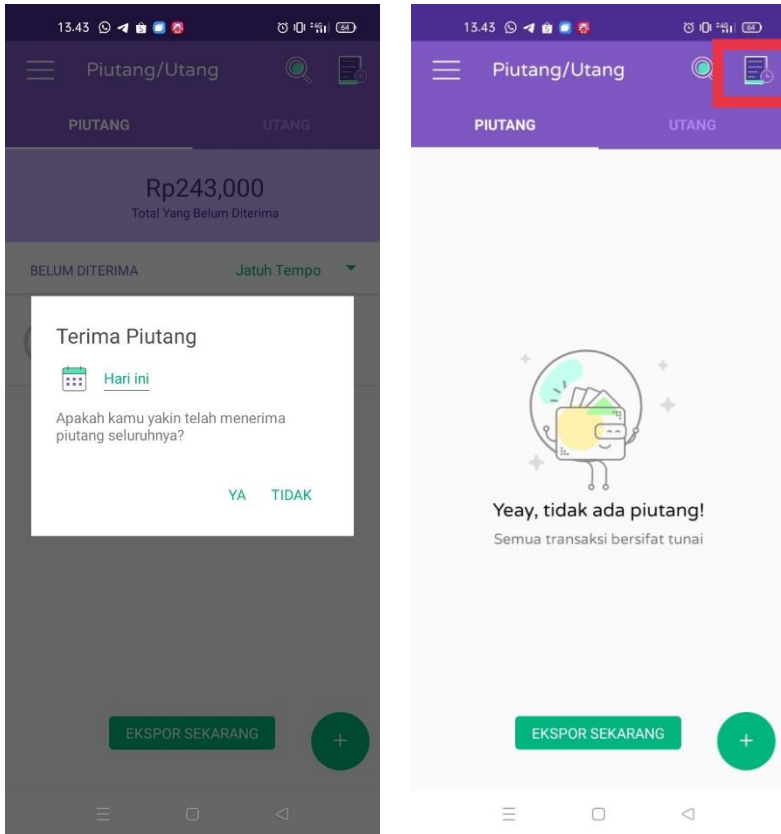 13.43
64
Piutang/Utang
PIUTANG
UTANG
Rp243,000
Total Yang Belum Diterima
BELUM DITERIMA
Jatuh Tempo
Terima Piutang
Hari ini
Apakah kamu yakin telah menerima
piutang seluruhnya?
YA
TIDAK
EKSPOR SEKARANG
+
13.43
64
Piutang/Utang
PIUTANG
UTANG
Yeay, tidak ada piutang!
Semua transaksi bersifat tunai
EKSPOR SEKARANG
+